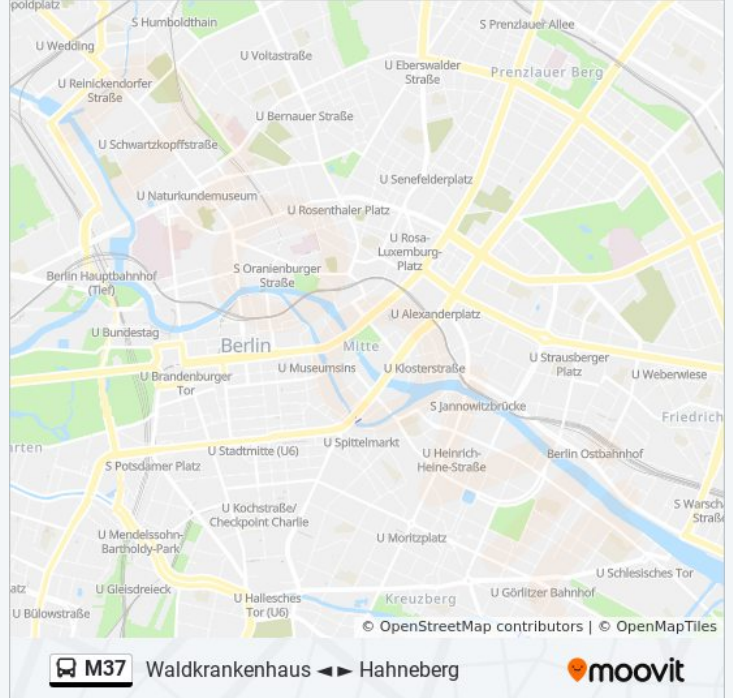 poldplatz
S Humboldthain
S Prenzlauer Allee
U Wedding
U Voltastraße
U Eberswalder
Straße
Prenzlauer Berg
U Reinickendorfer
Straße
U Bernauer Straße
U Schwartzkopffstraße
U Senefelderplatz
U Naturkundemuseum
U Rosenthaler Platz
U Rosa-
Luxemburg-
Platz
Berlin Hauptbahnhof
(Tief)
S Oranienburger
Straße
U Alexanderplatz
U Bundestag
Berlin
Mitte
U Strausberger
Platz
U Museumsins
U Klosterstraße
U Weberwiese
U Brandenburger
Tor
S Jannowitzbrücke
Friedrich
rten
U Spittelmarkt
U Stadtmitte (U6)
U Heinrich-
Heine-Straße
Berlin Ostbahnhof
S Potsdamer Platz
S Warsch
Straße
U Kochstraße/
Checkpoint Charlie
U Mendelssohn-
Bartholdy-Park
U Moritzplatz
U Schlesisches Tor
atz
U Gleisdreieck
U Hallesches
Tor (U6)
Kreuzberg
U Görlitzer Bahnhof
U Bülowstraße
© OpenStreetMap contributors | © OpenMapTiles
M37 Waldkrankenhaus ◄► Hahneberg
moovit